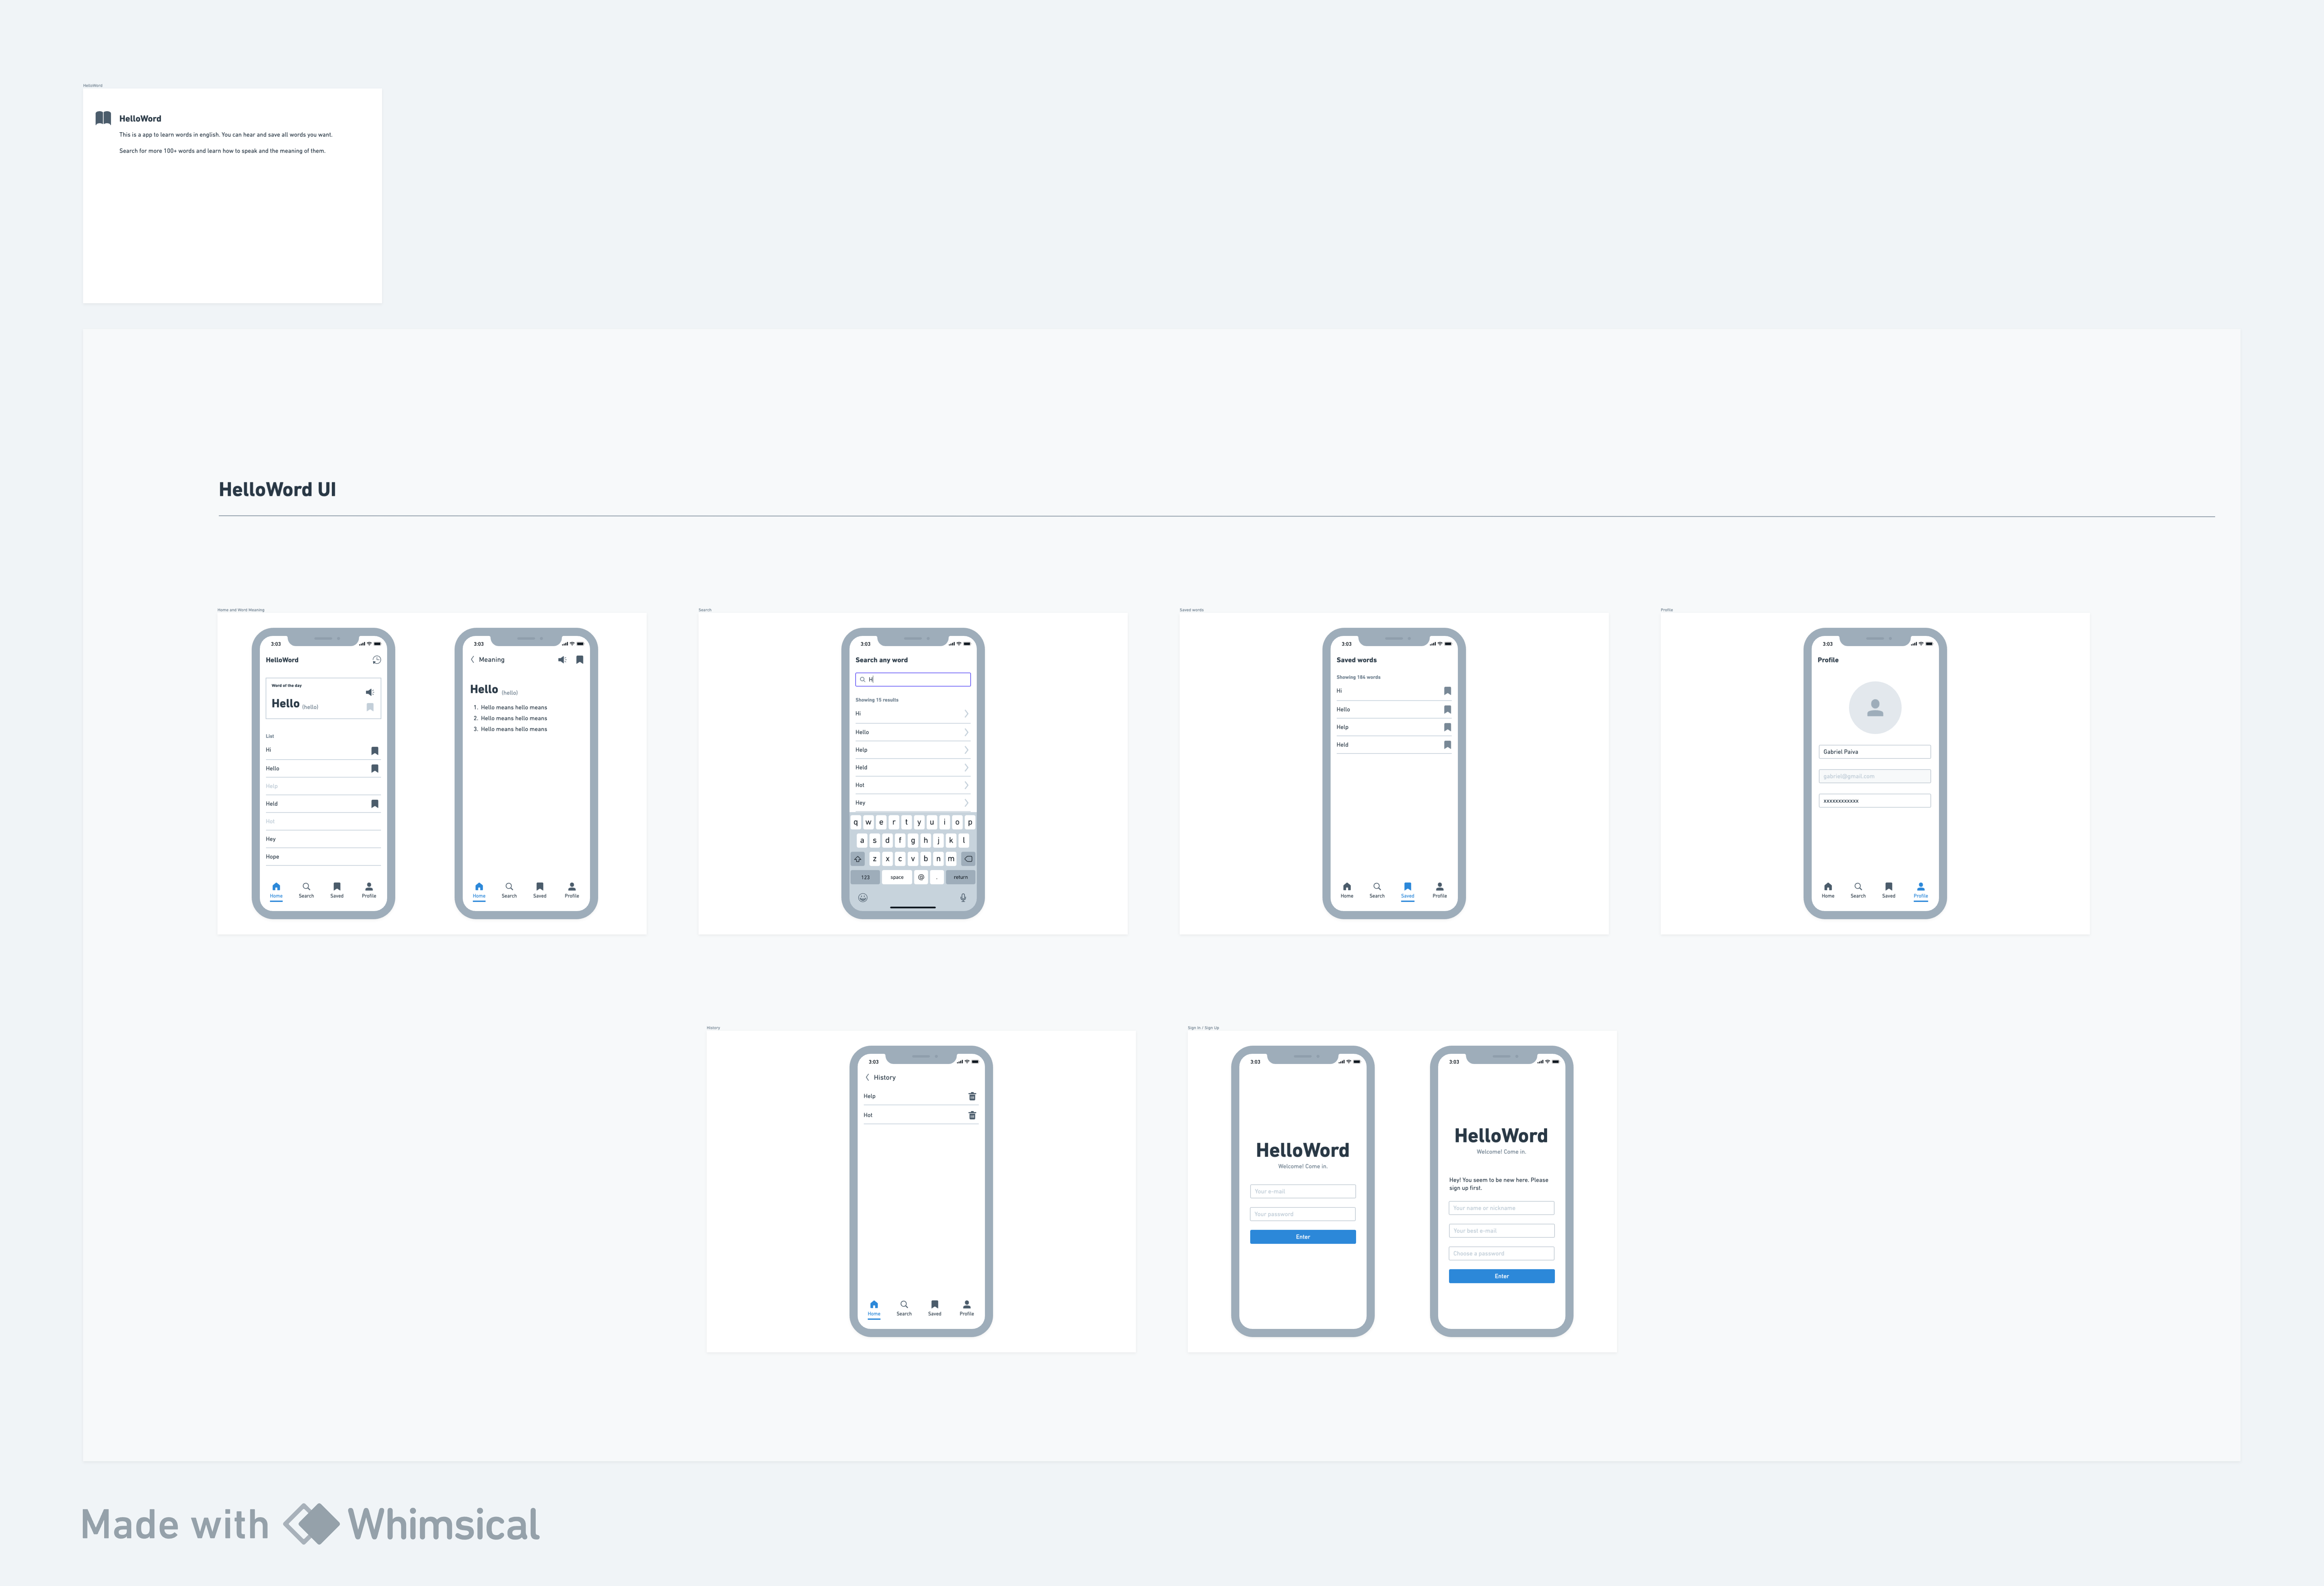 HelloWord
HelloWord
This is a app to learn words in english. You can hear and save all words you want.
Search for more 100+ words and learn how to speak and the meaning of them.
HelloWord UI
Home and Word Meaning
3:03
HelloWord
Word of the day
Hello (hello)
List
Hi
Hello
Help
Held
Hot
Hey
Hope
Home Search Saved Profile
3:03
Meaning
Hello (hello)
1. Hello means hello means
2. Hello means hello means
3. Hello means hello means
Home Search Saved Profile
Search
3:03
Search any word
H
Showing 15 results
Hi
Hello
Help
Held
Hot
Hey
q w e r t y u i o p
a s d f g h j k l
z x c v b n m
123 space @ . return
Saved words
3:03
Saved words
Showing 186 words
Hi
Hello
Help
Held
Home Search Saved Profile
Profile
3:03
Profile
Gabriel Paiva
gabriel@gmail.com
xxxxxxxxxxxx
Home Search Saved Profile
History
3:03
History
Help
Hot
Home Search Saved Profile
Sign In / Sign Up
3:03
HelloWord
Welcome! Come in.
Your e-mail
Your password
Enter
3:03
HelloWord
Welcome! Come in.
Hey! You seem to be new here. Please
sign up first.
Your name or nickname
Your best e-mail
Choose a password
Enter
Made with Whimsical